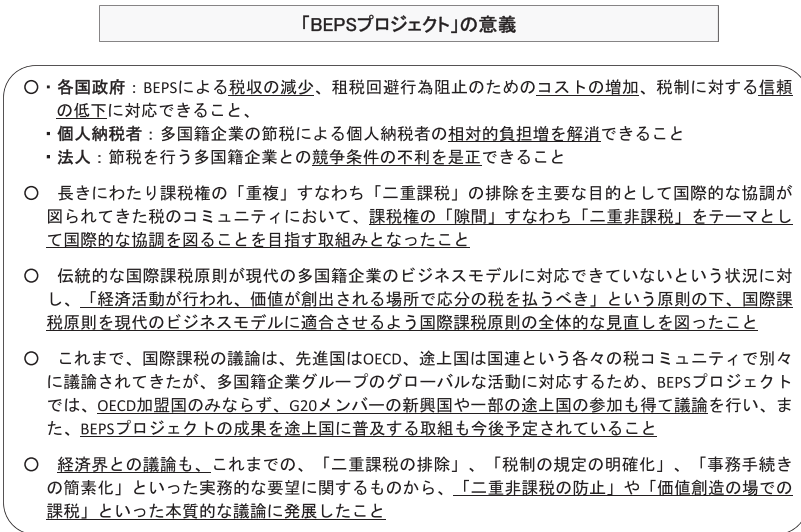 「BEPSプロジェクト」の意義
〇・各国政府：BEPSによる税収の減少、租税回避行為阻止のためのコストの増加、税制に対する信頼
の低下に対応できること、
・個人納税者：多国籍企業の節税による個人納税者の相対的負担増を解消できること
・法人：節税を行う多国籍企業との競争条件の不利を是正できること
〇　長きにわたり課税権の「重複」すなわち「二重課税」の排除を主要な目的として国際的な協調が
図られてきた税のコミュニティにおいて、課税権の「隙間」すなわち「二重非課税」をテーマとし
て国際的な協調を図ることを目指す取組みとなったこと
〇　伝統的な国際課税原則が現代の多国籍企業のビジネスモデルに対応できていないという状況に対
し、「経済活動が行われ、価値が創出される場所で応分の税を払うべき」という原則の下、国際課
税原則を現代のビジネスモデルに適合させるよう国際課税原則の全体的な見直しを図ったこと
〇　これまで、国際課税の議論は、先進国はOECD、途上国は国連という各々の税コミュニティで別々
に議論されてきたが、多国籍企業グループのグローバルな活動に対応するため、BEPSプロジェクト
では、OECD加盟国のみならず、G20メンバーの新興国や一部の途上国の参加も得て議論を行い、ま
た、BEPSプロジェクトの成果を途上国に普及する取組も今後予定されていること
〇　経済界との議論も、これまでの、「二重課税の排除」、「税制の規定の明確化」、「事務手続き
の簡素化」といった実務的な要望に関するものから、「二重非課税の防止」や「価値創造の場での
課税」といった本質的な議論に発展したこと